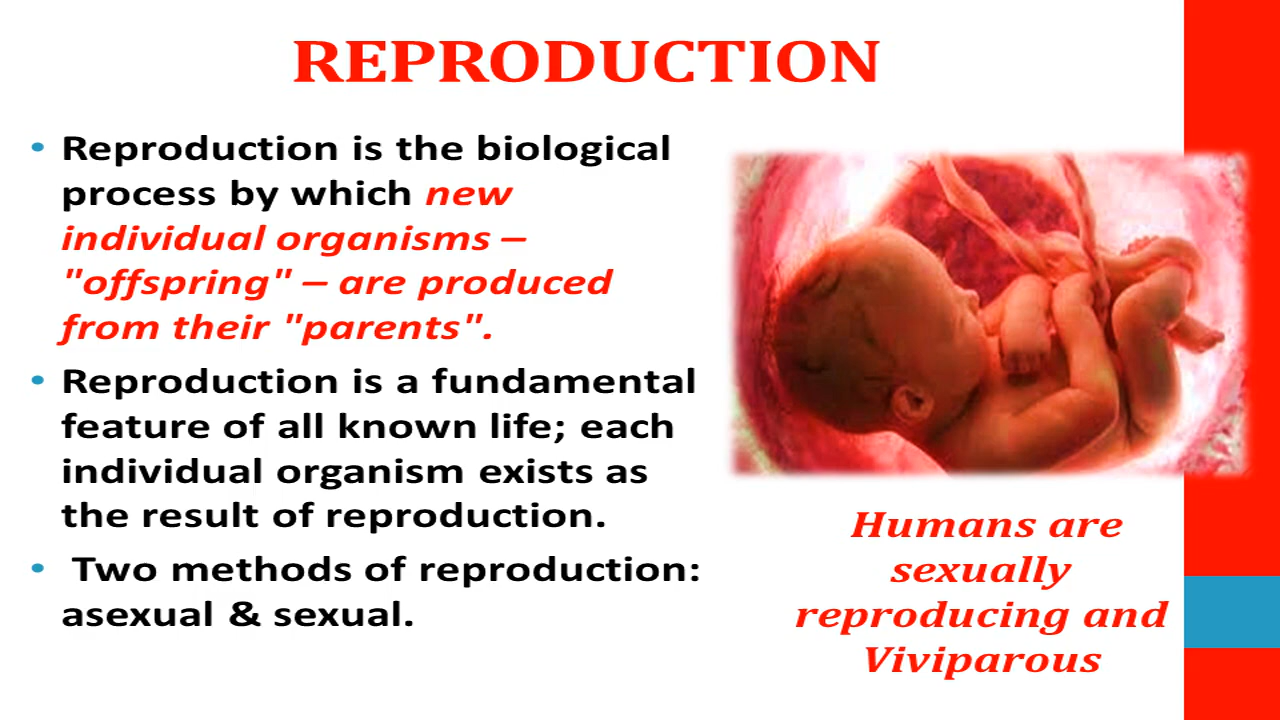 REPRODUCTION
• Reproduction is the biological
process by which new
individual organisms –
"offspring" – are produced
from their "parents".
• Reproduction is a fundamental
feature of all known life; each
individual organism exists as
the result of reproduction.
• Two methods of reproduction:
asexual & sexual.
Humans are
sexually
reproducing and
Viviparous